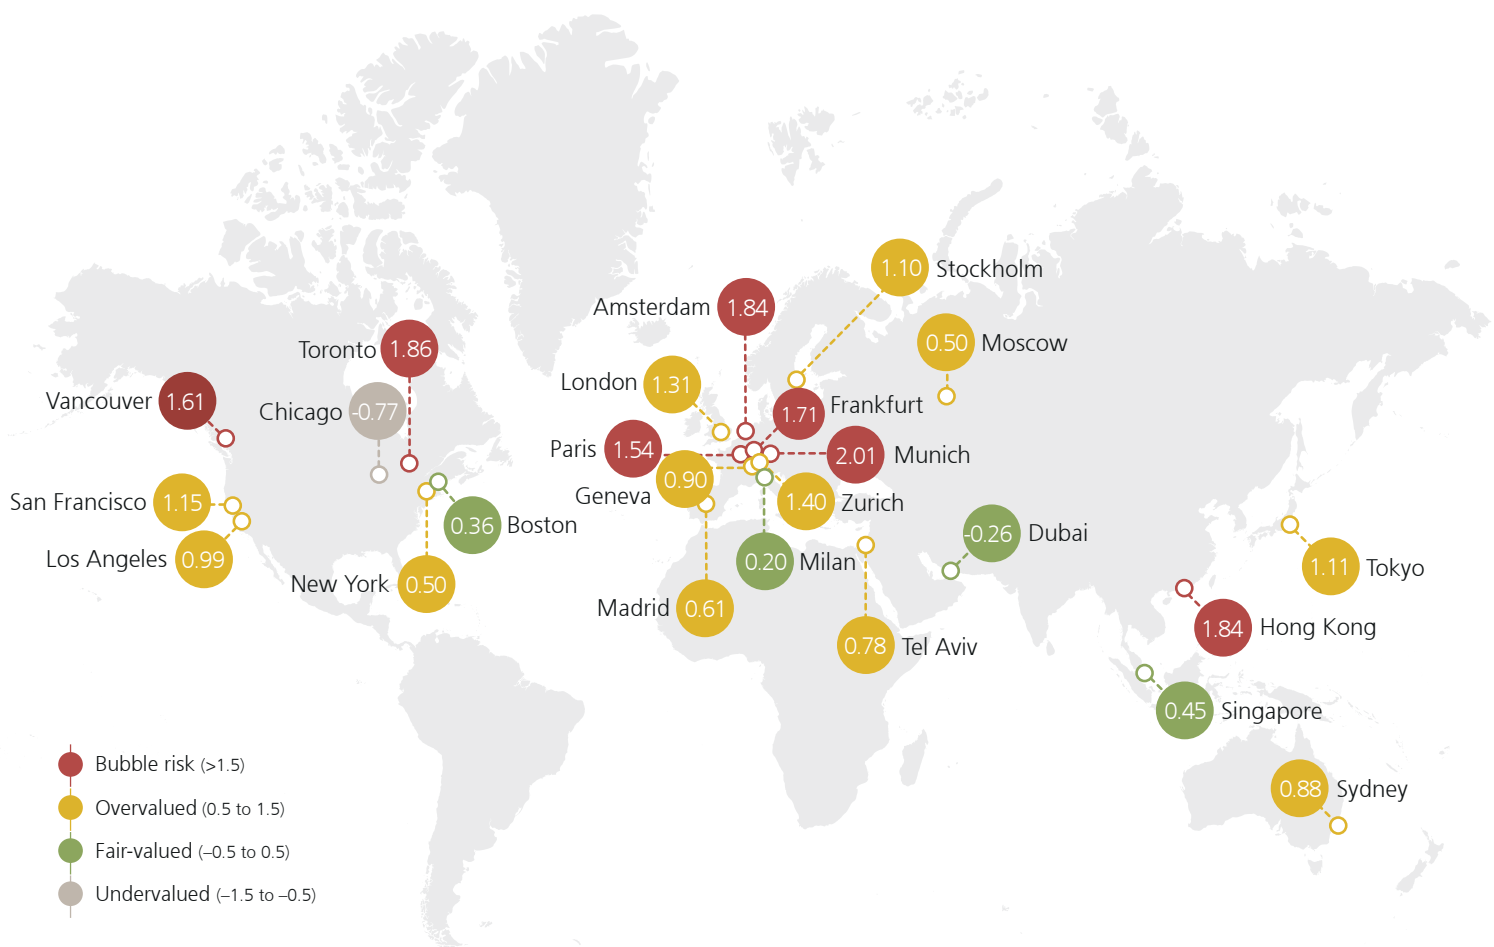 1.10 Stockholm
Amsterdam 1.84
0.50 Moscow
Toronto 1.86
London 1.31
Vancouver 1.61
Chicago -0.77
1.71 Frankfurt
Paris 1.54
2.01 Munich
Geneva 0.90
San Francisco 1.15
1.40 Zurich
0.36 Boston
-0.26 Dubai
Los Angeles 0.99
0.20 Milan
1.11 Tokyo
New York 0.50
Madrid 0.61
1.84 Hong Kong
0.78 Tel Aviv
0.45 Singapore
0.88 Sydney
Bubble risk (>1.5)
Overvalued (0.5 to 1.5)
Fair-valued (–0.5 to 0.5)
Undervalued (–1.5 to –0.5)